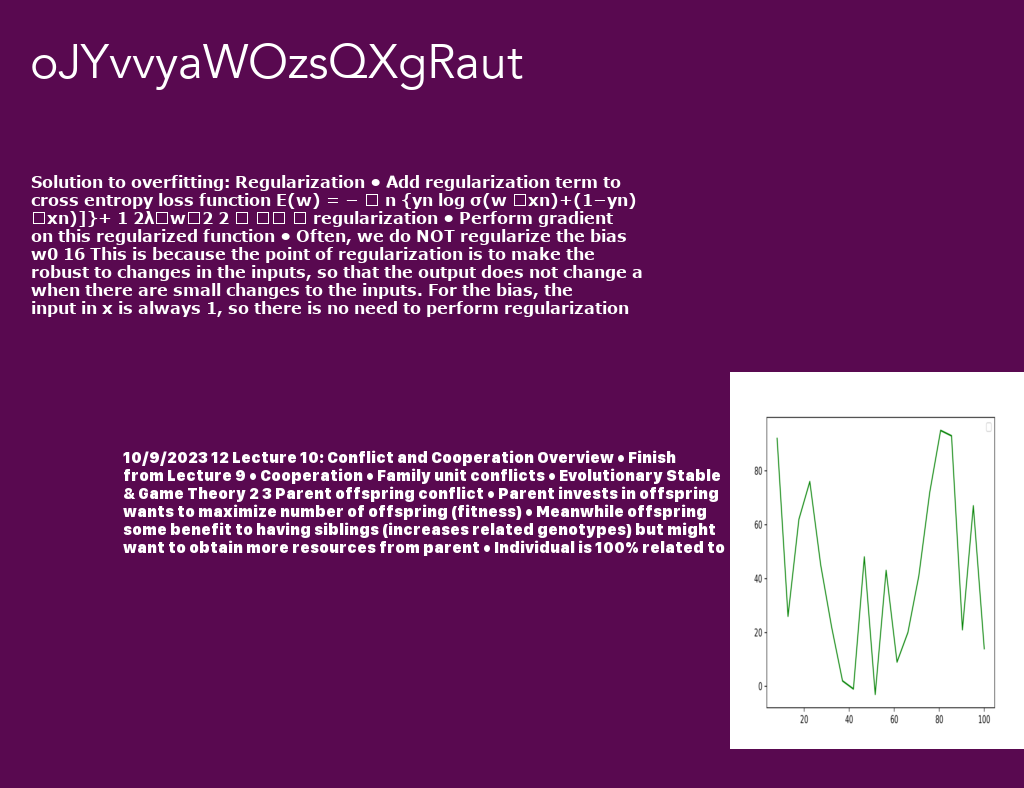 oJYvvyaWOzsQXgRaut
Solution to overfitting: Regularization ● Add regularization term to
cross entropy loss function E(w) = − □ n {yn log σ(w □xn)+(1−yn)
□xn)]}+ 1 2λ□w□2 2 □ □□ □ regularization ● Perform gradient
on this regularized function ● Often, we do NOT regularize the bias
w0 16 This is because the point of regularization is to make the
robust to changes in the inputs, so that the output does not change a
when there are small changes to the inputs. For the bias, the
input in x is always 1, so there is no need to perform regularization
10/9/2023 12 Lecture 10: Conflict and Cooperation Overview • Finish
from Lecture 9 • Cooperation • Family unit conflicts • Evolutionary Stable
& Game Theory 2 3 Parent offspring conflict • Parent invests in offspring
wants to maximize number of offspring (fitness) • Meanwhile offspring
some benefit to having siblings (increases related genotypes) but might
want to obtain more resources from parent • Individual is 100% related to
80
60
40
20
0
20 40 60 80 100